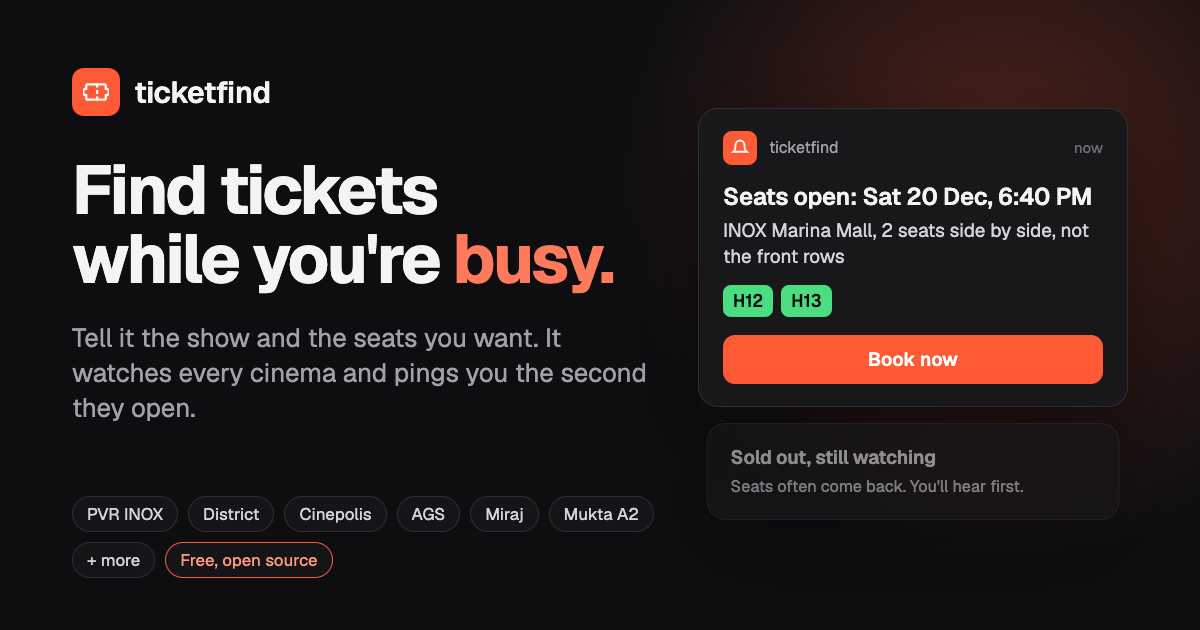 ticketfind
Find tickets
while you're busy.
Tell it the show and the seats you want. It
watches every cinema and pings you the second
they open.
PVR INOX District Cinepolis AGS Miraj Mukta A2
+ more Free, open source
ticketfind now
Seats open: Sat 20 Dec, 6:40 PM
INOX Marina Mall, 2 seats side by side, not
the front rows
H12 H13
Book now
Sold out, still watching
Seats often come back. You'll hear first.